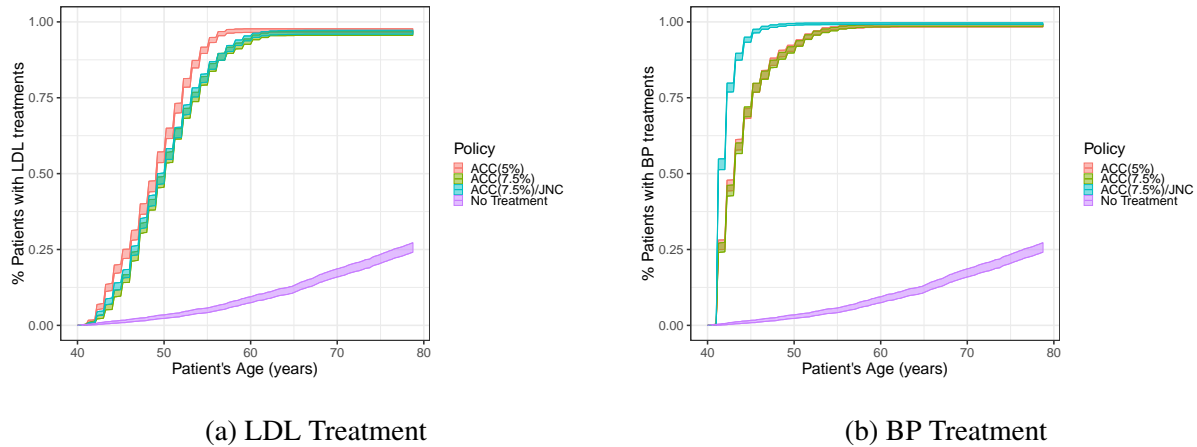 1.00
0.75
0.50
0.25
0.00
% Patients with LDL treatments
40 50 60 70 80
Patient's Age (years)
Policy
ACC(5%)
ACC(7.5%)
ACC(7.5%)/JNC
No Treatment
(a) LDL Treatment
1.00
0.75
0.50
0.25
0.00
% Patients with BP treatments
40 50 60 70 80
Patient's Age (years)
Policy
ACC(5%)
ACC(7.5%)
ACC(7.5%)/JNC
No Treatment
(b) BP Treatment